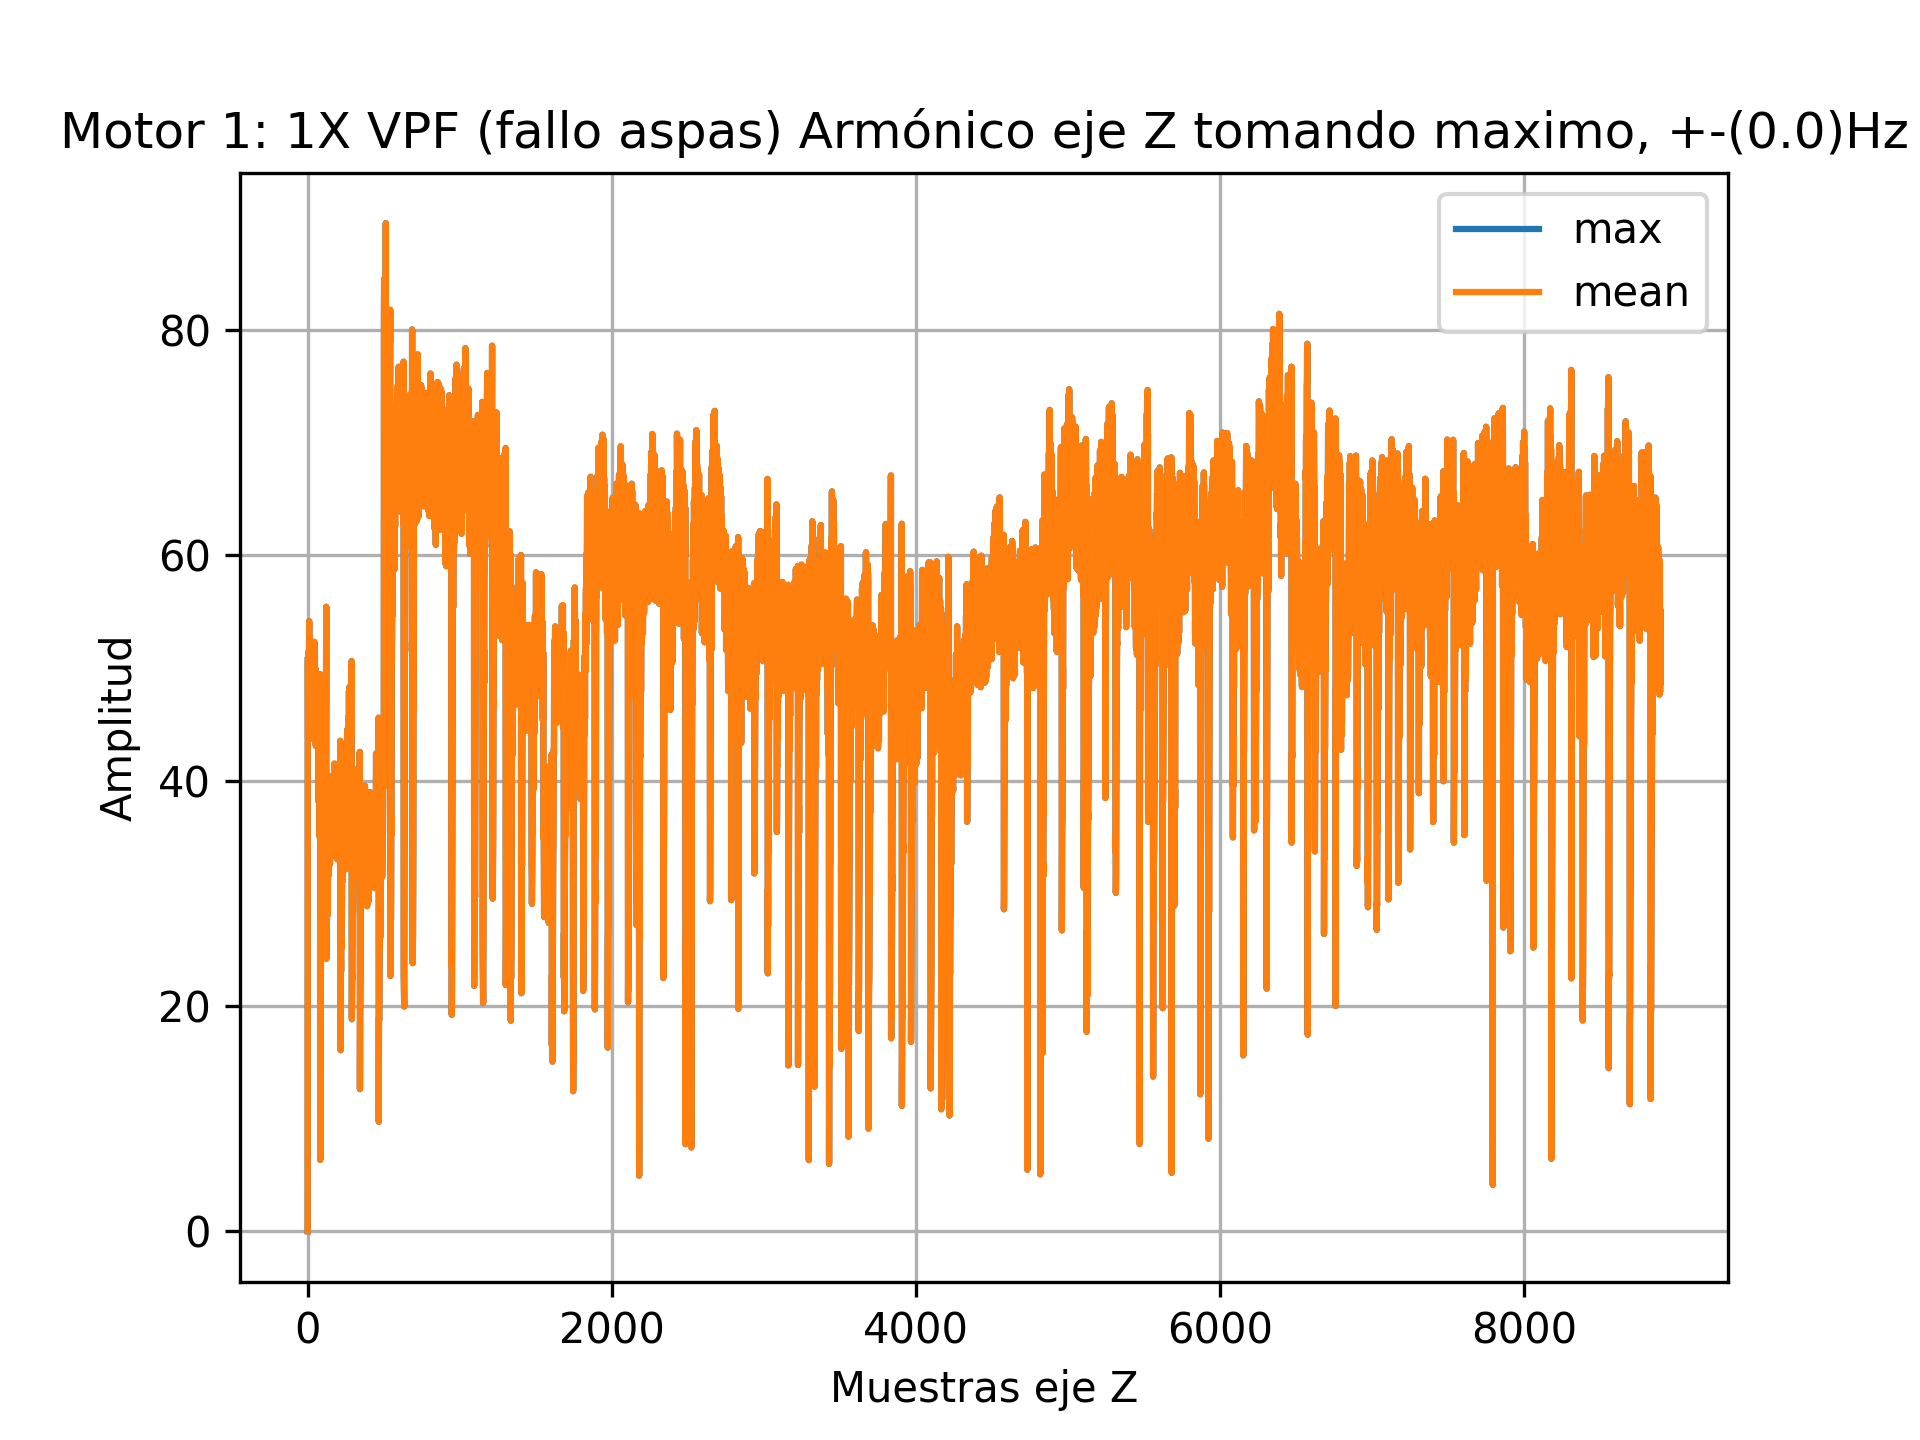 Motor 1: 1X VPF (fallo aspas) Armónico eje Z tomando maximo, +-(0.0)Hz
max
mean
80
60
40
20
0
Amplitud
0 2000 4000 6000 8000
Muestras eje Z